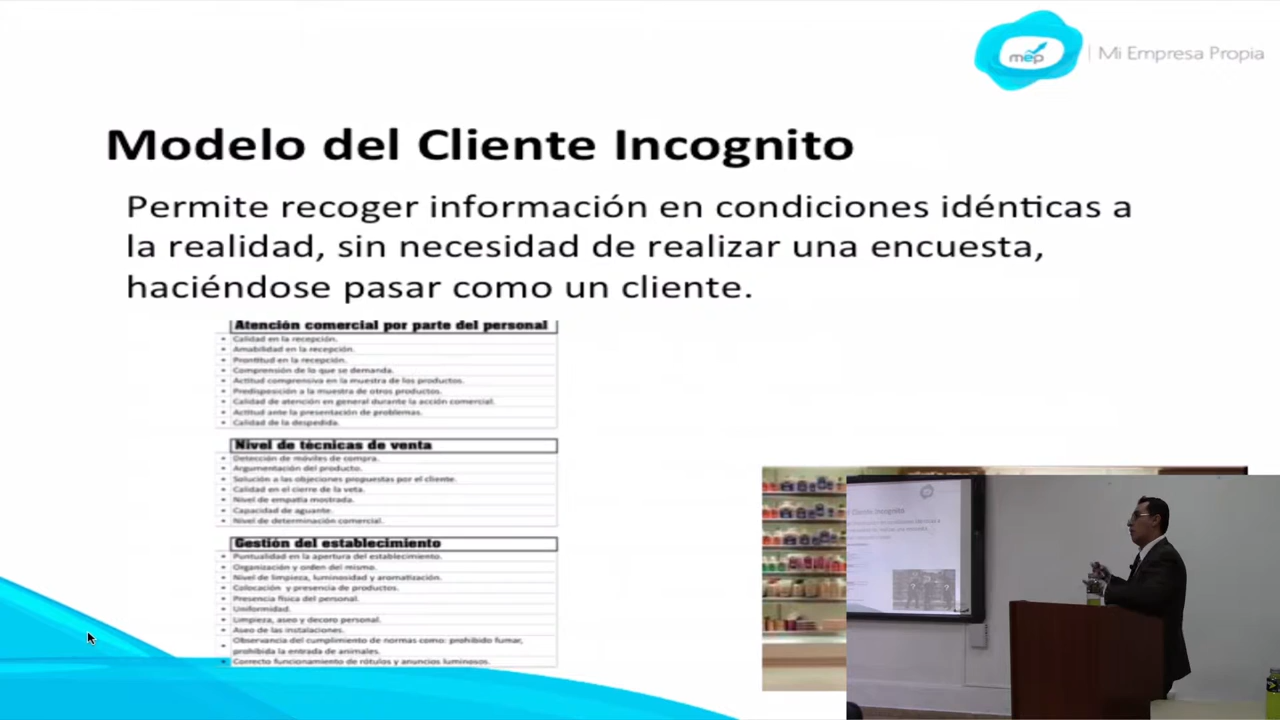 mep | Mi Empresa Propia
Modelo del Cliente Incognito
Permite recoger información en condiciones idénticas a
la realidad, sin necesidad de realizar una encuesta,
haciéndose pasar como un cliente.
Atención comercial por parte del personal
• Calidad en la recepción.
• Amabilidad en la recepción.
• Prontitud en la recepción.
• Comprensión de lo que se demanda.
• Actitud comprensiva en la muestra de los productos.
• Predisposición a la muestra de otros productos.
• Calidad de atención en general durante la acción comercial.
• Actitud ante la presentación de problemas.
• Calidad de la despedida.
Nivel de técnicas de venta
• Detección de móviles de compra.
• Argumentación del producto.
• Solución a las objeciones propuestas por el cliente.
• Calidad en el cierre de la veta.
• Nivel de empatía mostrada.
• Capacidad de aguante.
• Nivel de determinación comercial.
Gestión del establecimiento
• Puntualidad en la apertura del establecimiento.
• Organización y orden del mismo.
• Nivel de limpieza, luminosidad y aromatización.
• Colocación y presencia de productos.
• Presencia física del personal.
• Uniformidad.
• Limpieza, aseo y decoro personal.
• Aseo de las instalaciones.
• Observancia del cumplimiento de normas como: prohibido fumar,
prohibida la entrada de animales.
• Correcto funcionamiento de rótulos y anuncios luminosos.
Cliente Incognito